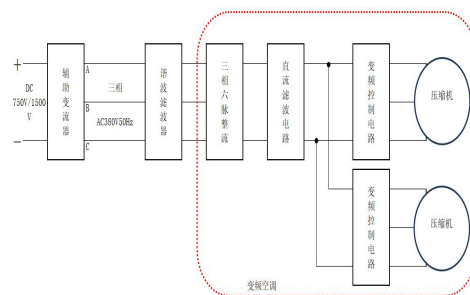 +
DC
750V/1500
V
—
辅助变流器
A
三相
B
AC380V50Hz
C
谐波滤波器
三相六脉整流
直流滤波电路
变频控制电路
压缩机
变频控制电路
压缩机
变频空调